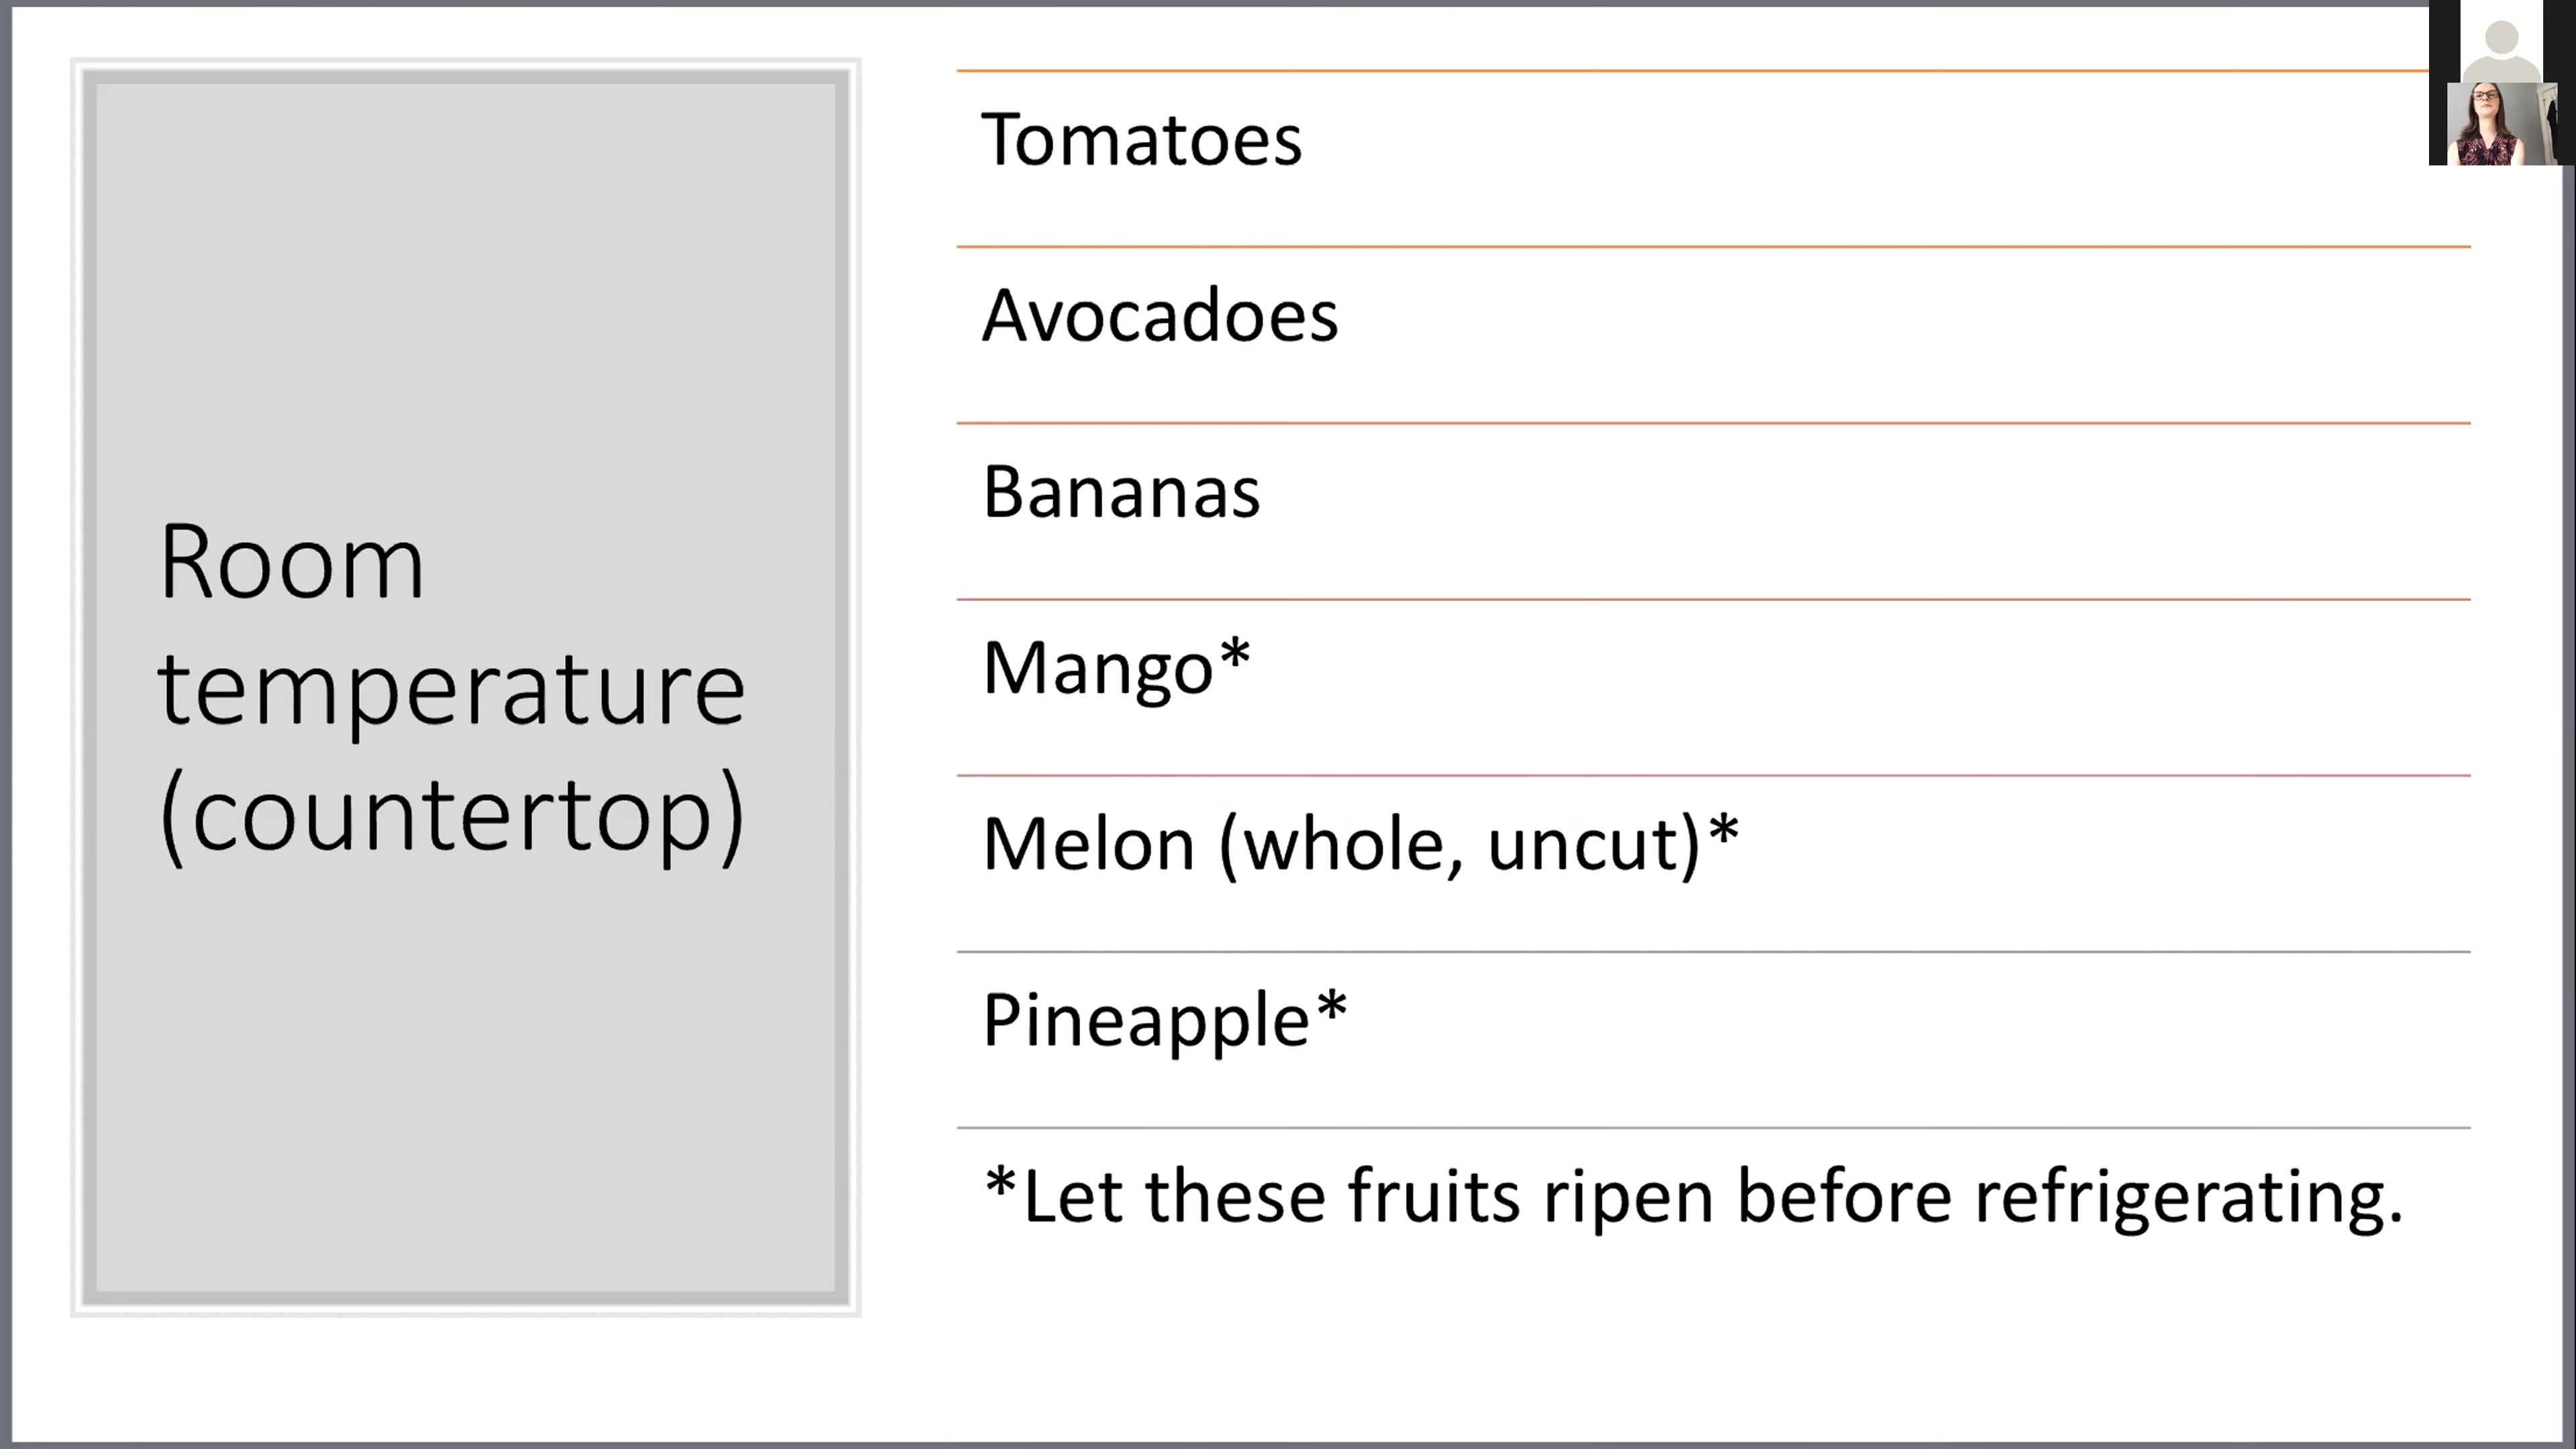 Room
temperature
(countertop)
Tomatoes
Avocadoes
Bananas
Mango*
Melon (whole, uncut)*
Pineapple*
*Let these fruits ripen before refrigerating.